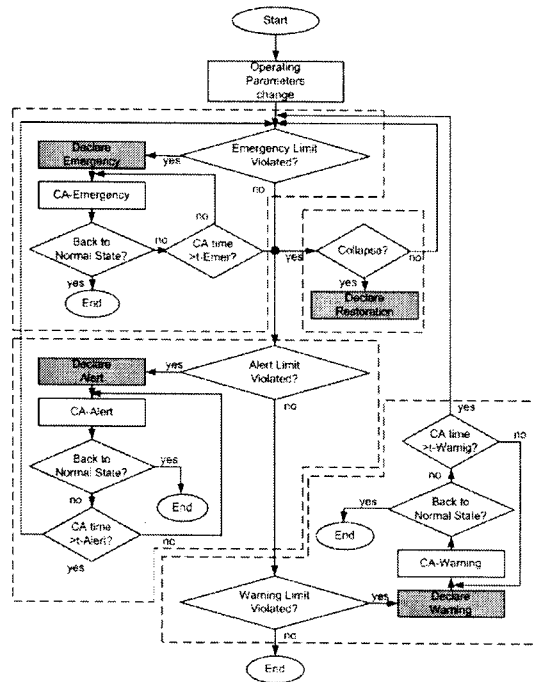 Start
Operating
Parameters
change
Emergency Limit
Violated?
yes
no
Declare
Emergency
CA-Emergency
no
Back to
Normal State?
no
CA time
>t-Emer?
yes
Collapse?
no
yes
End
yes
Declare
Restoration
Alert Limit
Violated?
yes
no
Declare
Alert
CA-Alert
Back to
Normal State?
yes
End
no
CA time
>t-Alert?
no
yes
yes
CA time
>t-Warnig?
no
no
Back to
Normal State?
yes
End
CA-Warning
Warning Limit
Violated?
yes
Declare
Warning
no
End